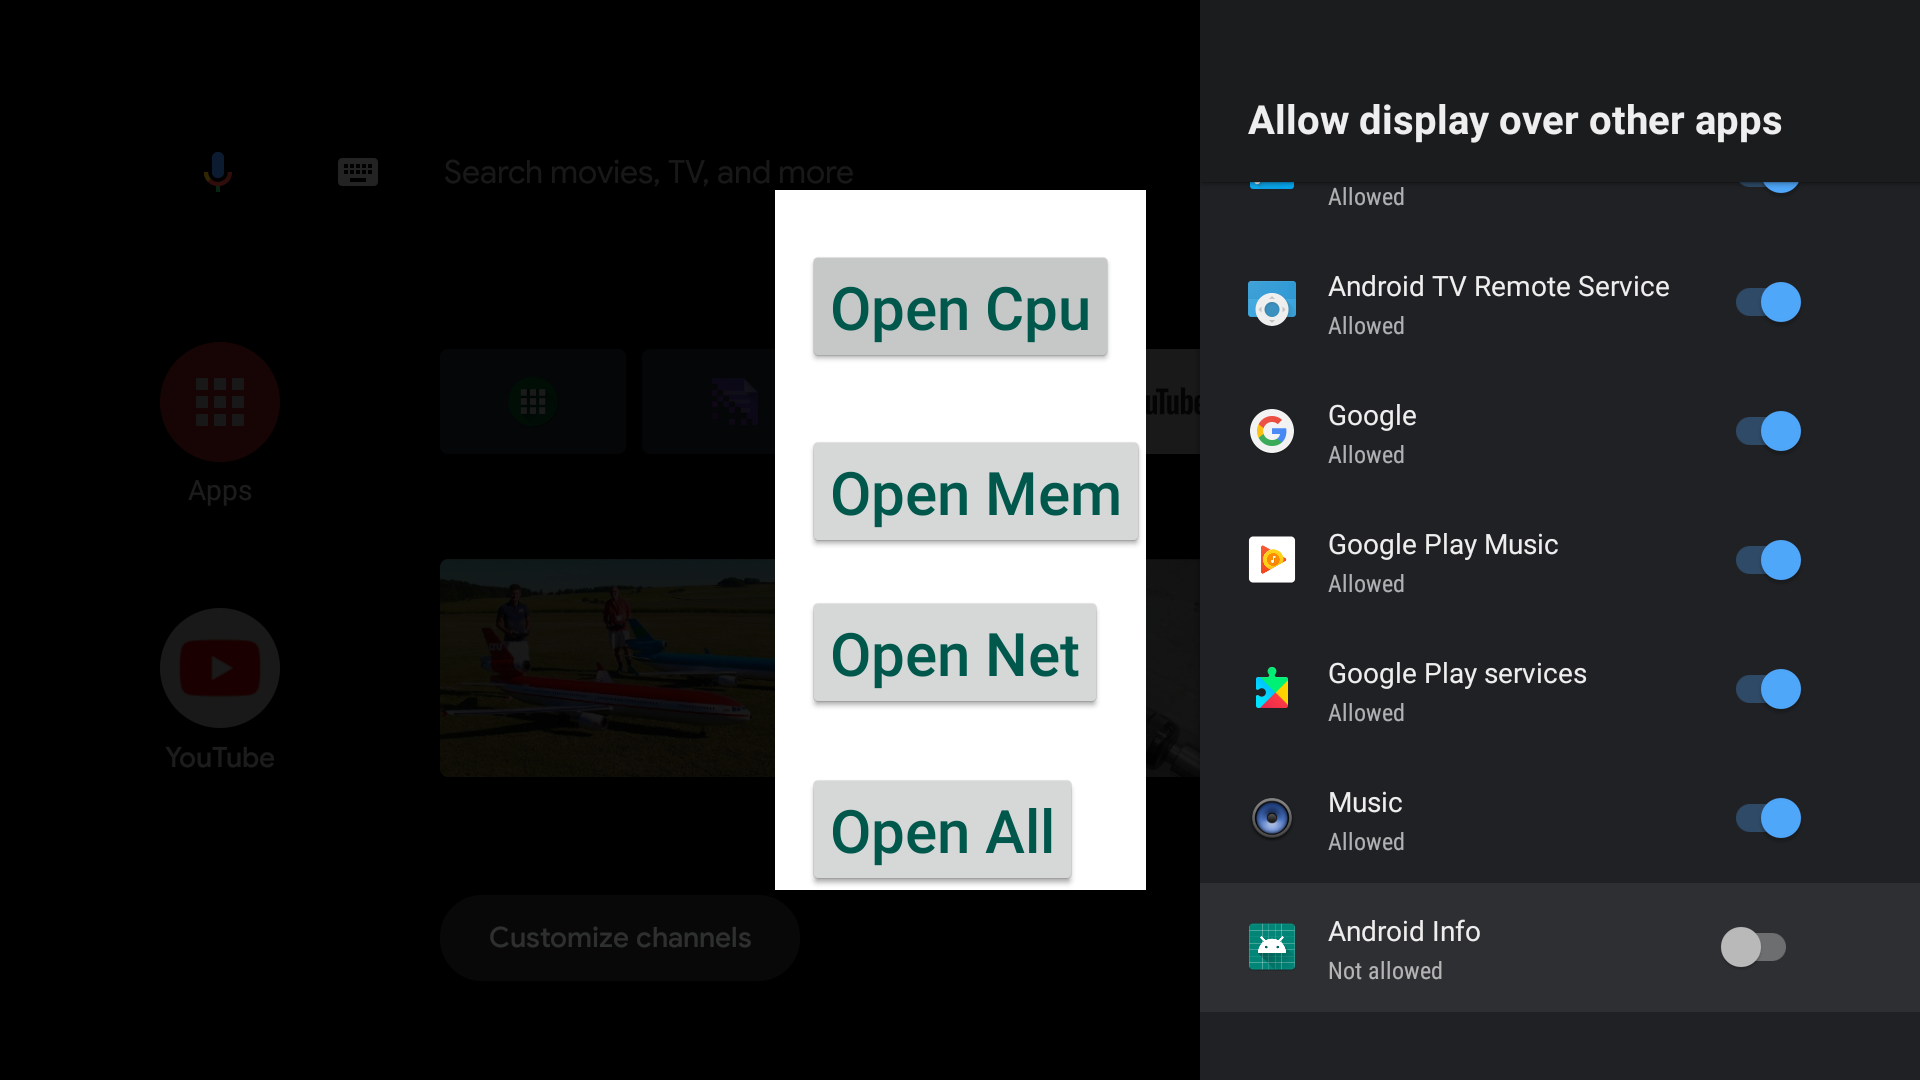 Search movies, TV, and more
Apps
YouTube
uTube
Customize channels
Open Cpu
Open Mem
Open Net
Open All
Allow display over other apps
Allowed
Android TV Remote Service
Allowed
Google
Allowed
Google Play Music
Allowed
Google Play services
Allowed
Music
Allowed
Android Info
Not allowed